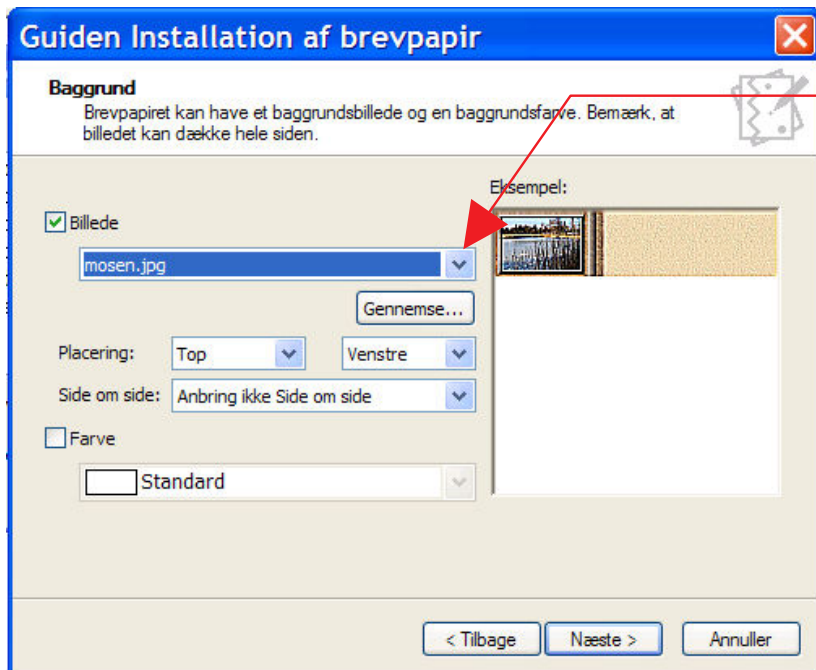 Guiden Installation af brevpapir
Baggrund
Brevpapiret kan have et baggrundsbillede og en baggrundsfarve. Bemærk, at
billedet kan dække hele siden.
Eksempel:
Billede
mosen.jpg
Gennemse...
Placering: Top Venstre
Side om side: Anbring ikke Side om side
Farve
Standard
< Tilbage Næste > Annuller